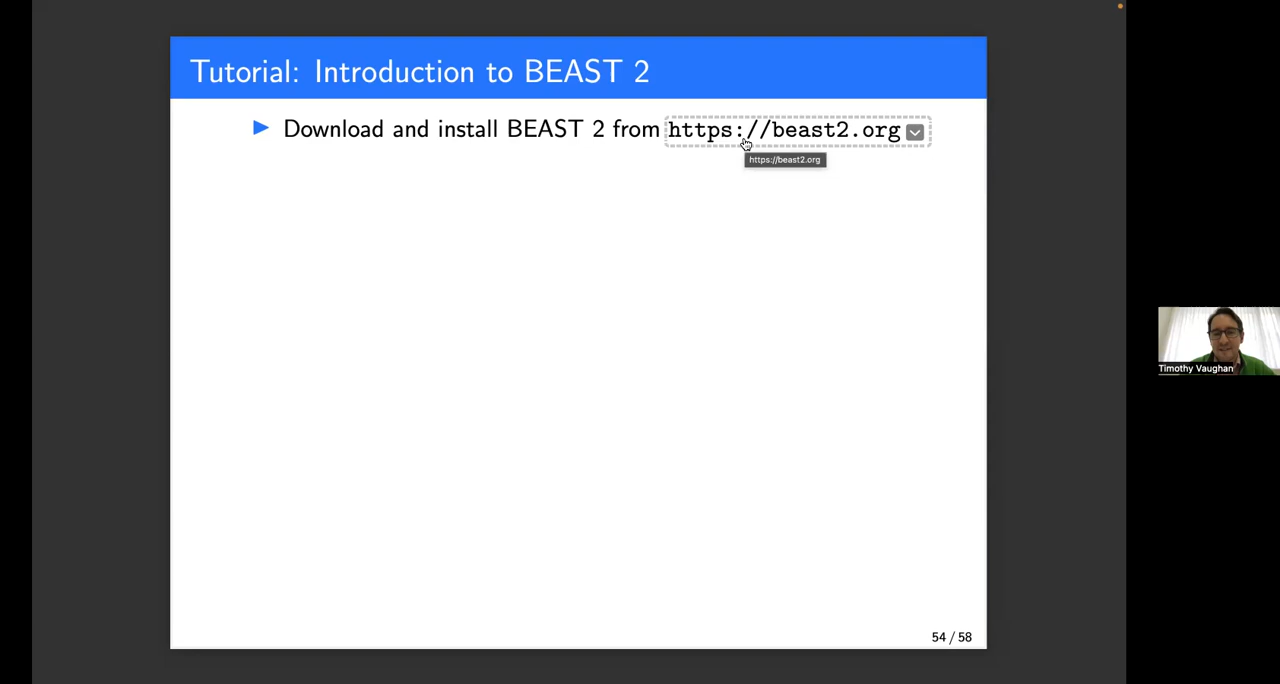 Tutorial: Introduction to BEAST 2
Download and install BEAST 2 from https://beast2.org
https://beast2.org
Timothy Vaughan
54 / 58